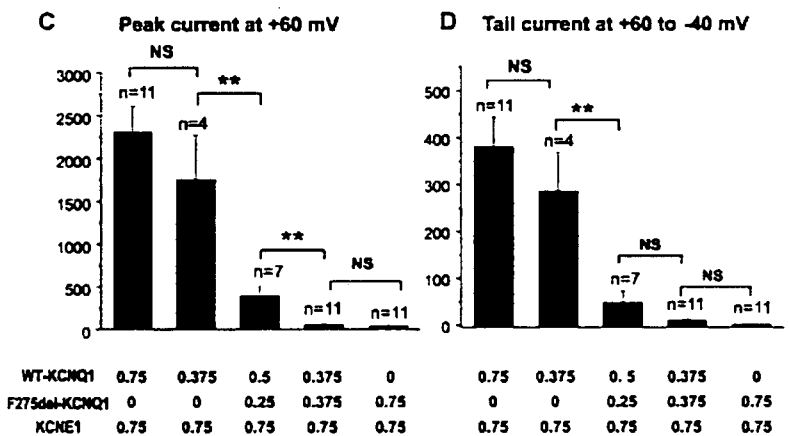 C Peak current at +60 mV
NS
**
n=11
n=4
**
n=7
NS
n=11
n=11
3000
2500
2000
1500
1000
500
0
D Tail current at +60 to -40 mV
NS
**
n=11
n=4
NS
n=7
NS
n=11
n=11
500
400
300
200
100
0
WT-KCNQ1 0.75 0.375 0.5 0.375 0 0.75 0.375 0.5 0.375 0
F275del-KCNQ1 0 0 0.25 0.375 0.75 0 0 0.25 0.375 0.75
KCNE1 0.75 0.75 0.75 0.75 0.75 0.75 0.75 0.75 0.75 0.75